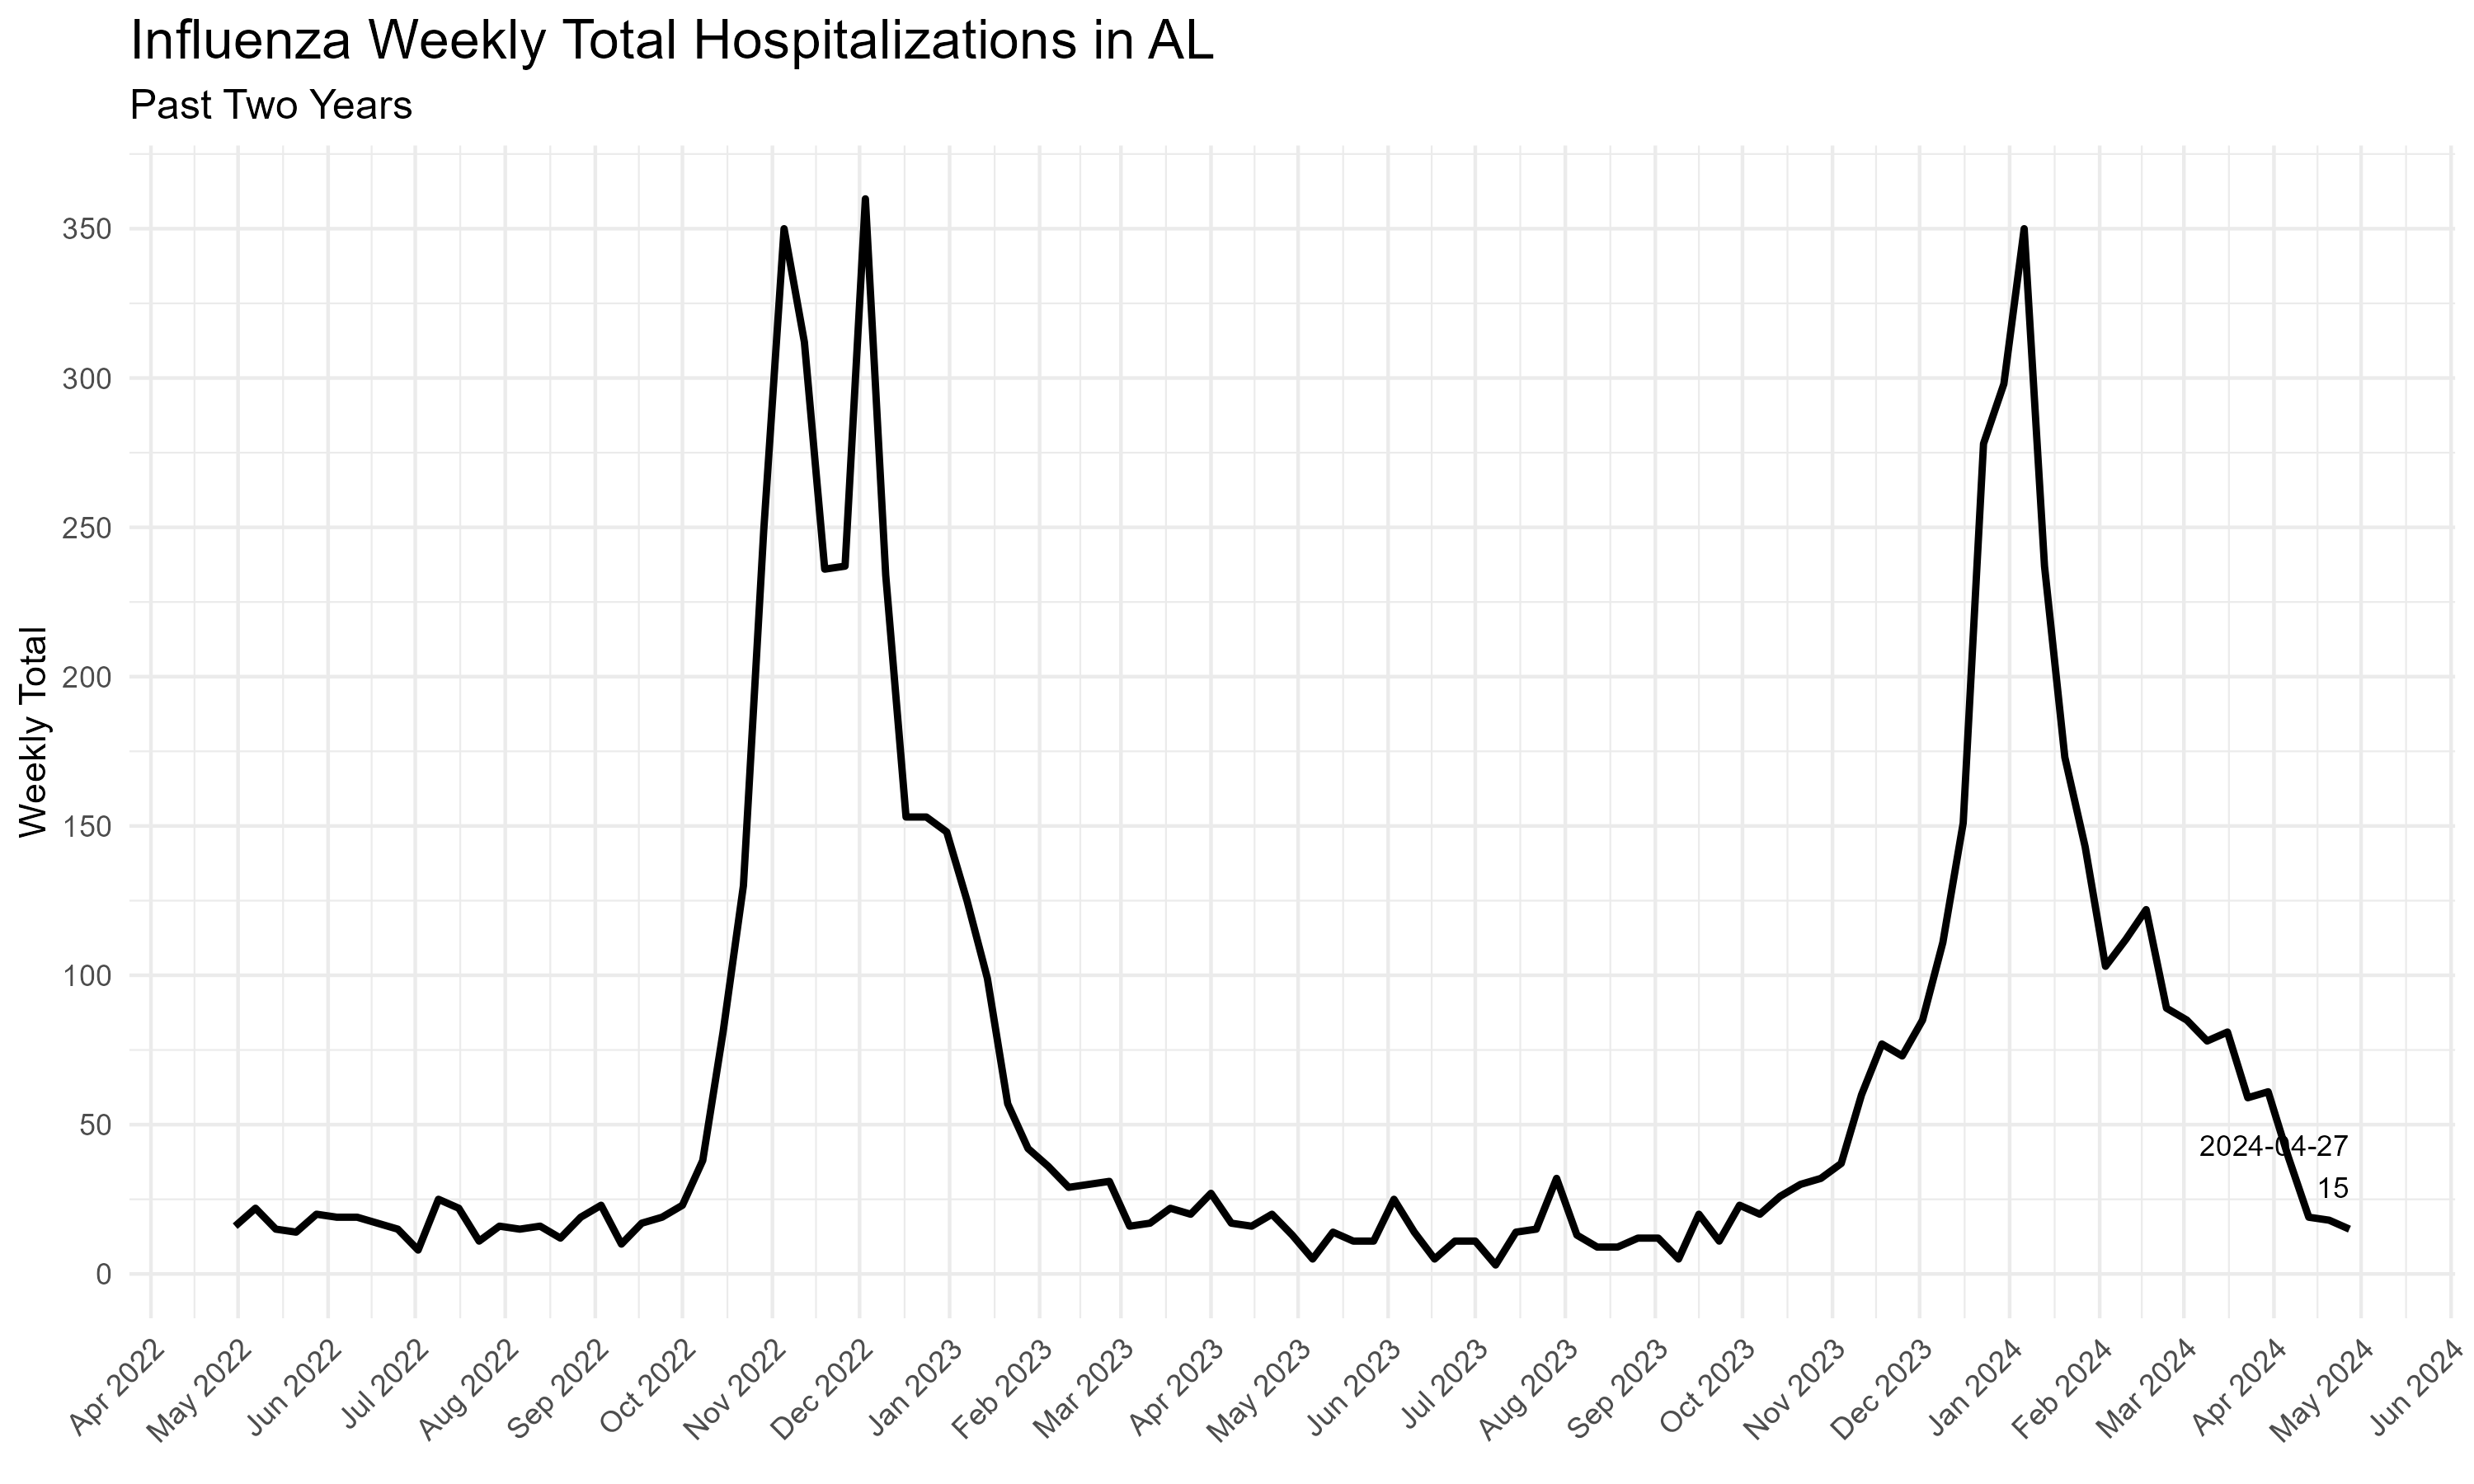 Influenza Weekly Total Hospitalizations in AL
Past Two Years
Weekly Total
350
300
250
200
150
100
50
0
2024-04-27
15
Apr 2022
May 2022
Jun 2022
Jul 2022
Aug 2022
Sep 2022
Oct 2022
Nov 2022
Dec 2022
Jan 2023
Feb 2023
Mar 2023
Apr 2023
May 2023
Jun 2023
Jul 2023
Aug 2023
Sep 2023
Oct 2023
Nov 2023
Dec 2023
Jan 2024
Feb 2024
Mar 2024
Apr 2024
May 2024
Jun 2024